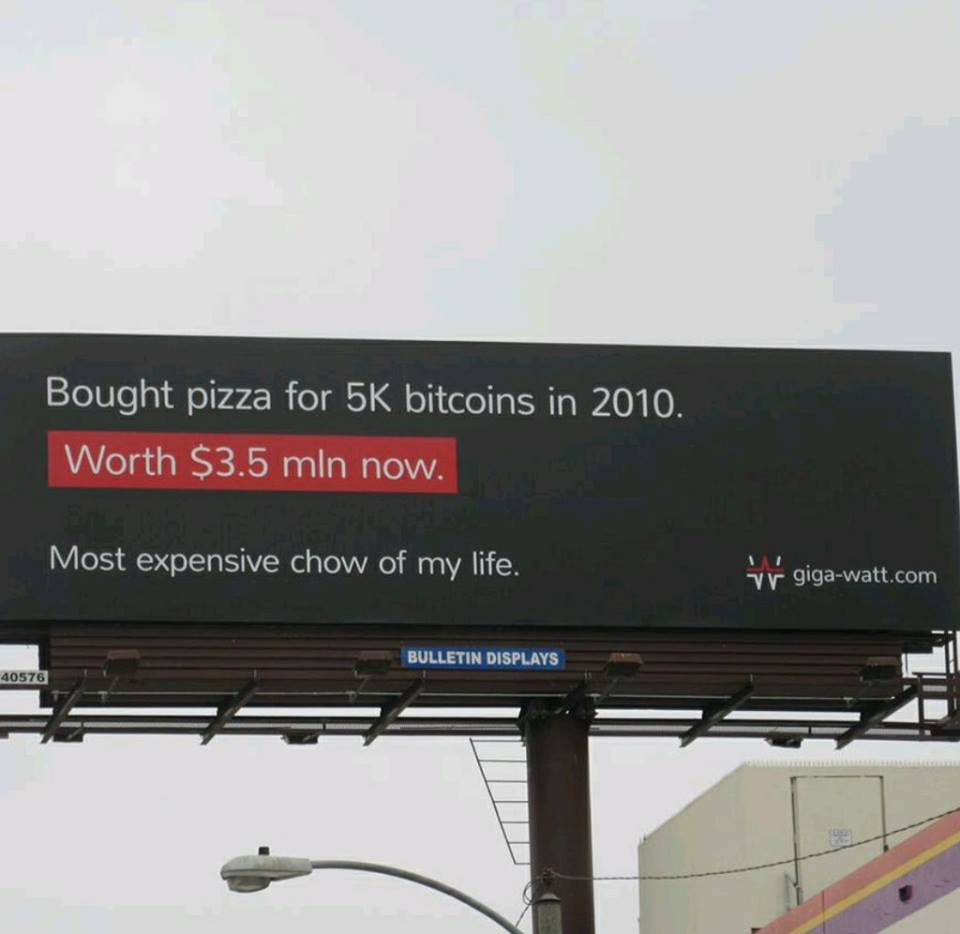 Bought pizza for 5K bitcoins in 2010.
Worth $3.5 mln now.
Most expensive chow of my life.
giga-watt.com
BULLETIN DISPLAYS
40576